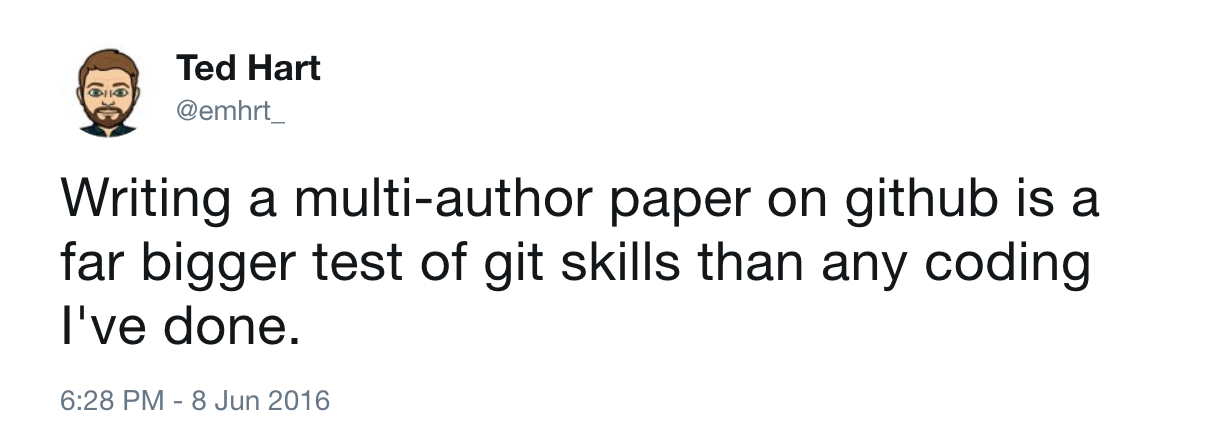 Ted Hart
@emhrt_
Writing a multi-author paper on github is a
far bigger test of git skills than any coding
I've done.
6:28 PM - 8 Jun 2016